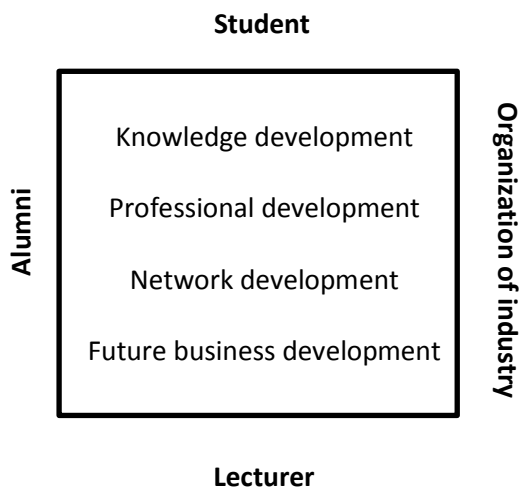 Student
Knowledge development
Professional development
Network development
Future business development
Alumni
Organization of industry
Lecturer